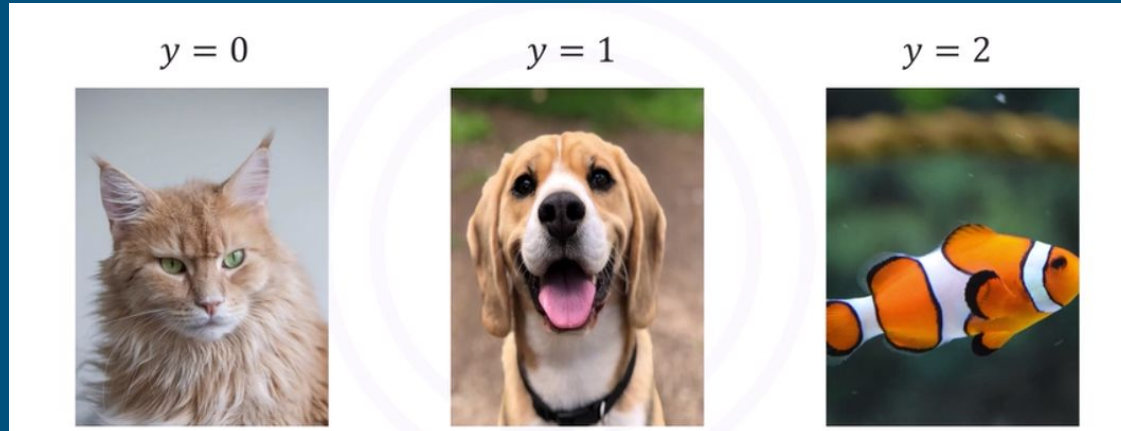 y = 0
y = 1
y = 2